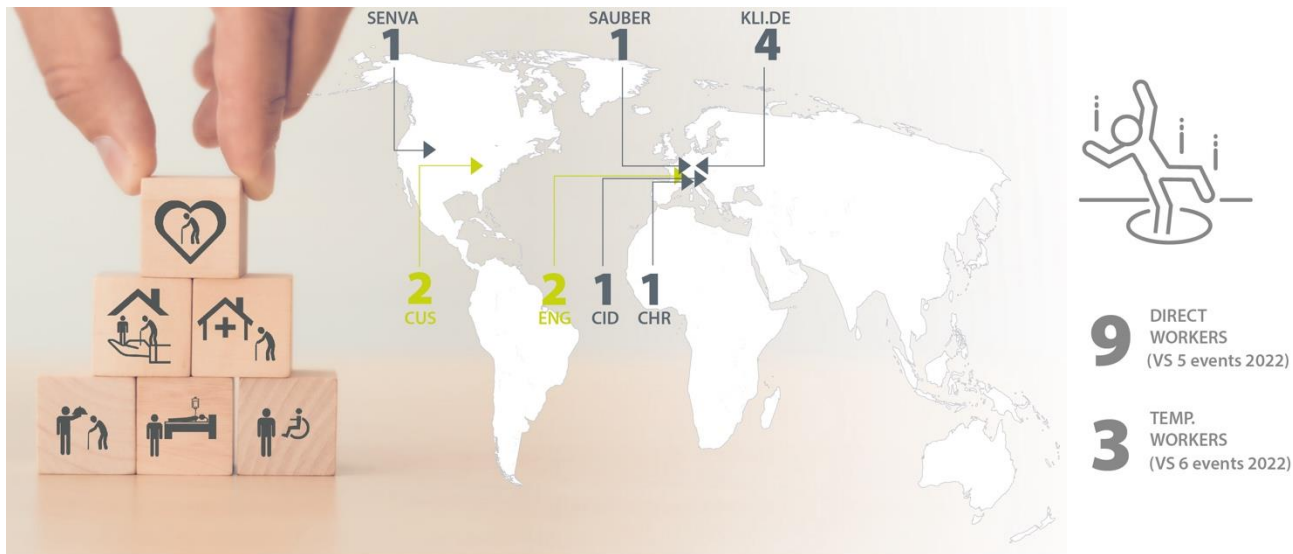 SENVA
1
SAUBER
1
KLI.DE
4
2
CUS
2
ENG
1
CID
1
CHR
9
DIRECT
WORKERS
(VS 5 events 2022)
3
TEMP.
WORKERS
(VS 6 events 2022)